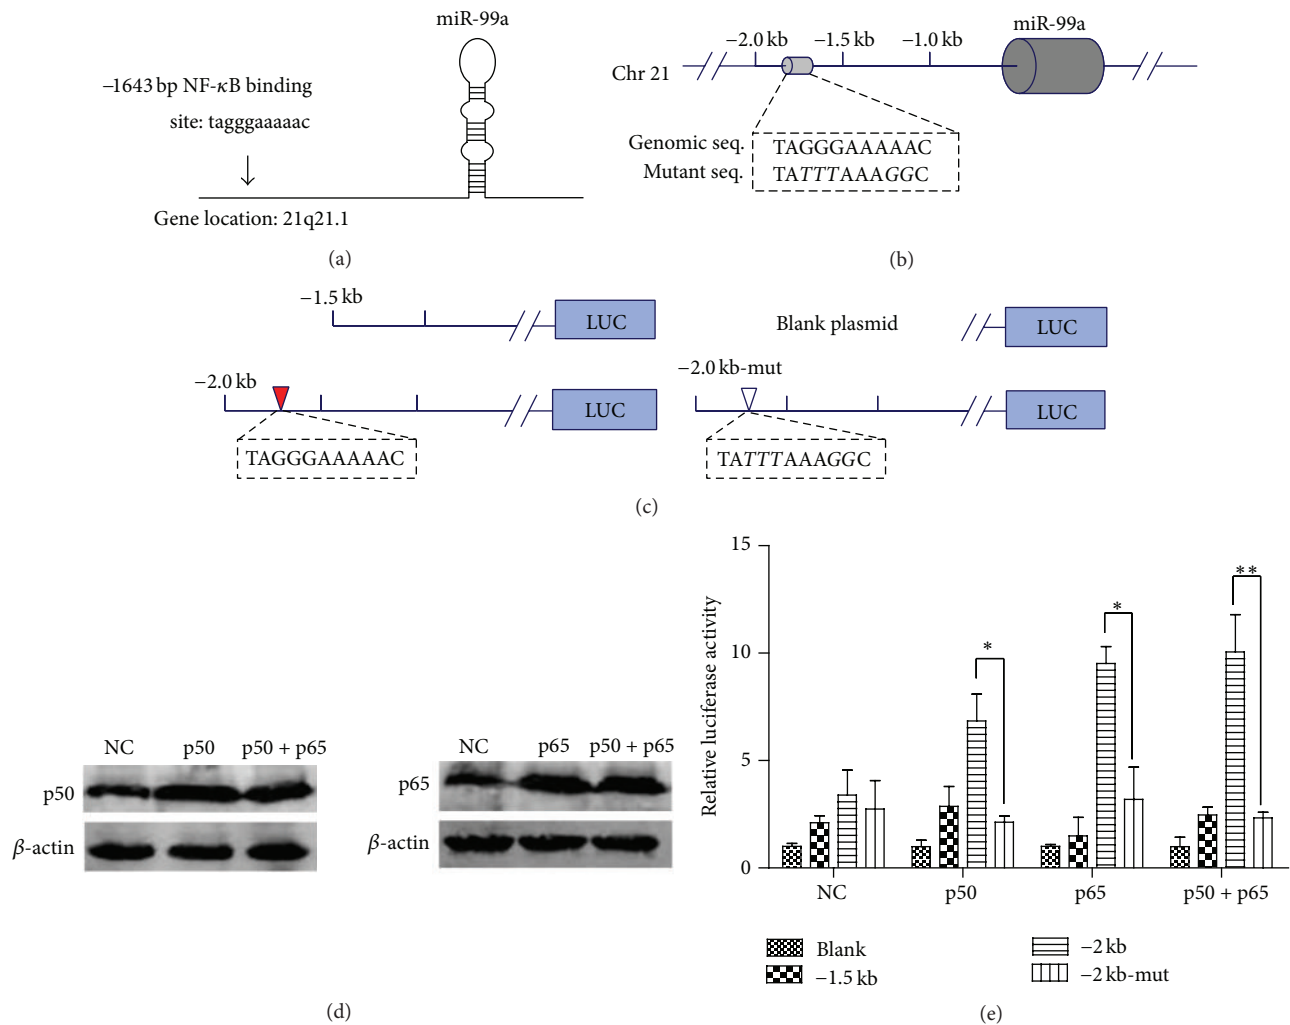 miR-99a
−1643 bp NF-κB binding
site: tagggaaaaac
Gene location: 21q21.1
(a)
−2.0 kb
−1.5 kb
−1.0 kb
miR-99a
Chr 21
Genomic seq.
TAGGGAAAAAC
Mutant seq.
TATTTAAAGGC
(b)
−1.5 kb
LUC
Blank plasmid
LUC
−2.0 kb
LUC
TAGGGAAAAAC
−2.0 kb-mut
LUC
TATTTAAAGGC
(c)
NC
p50
p50 + p65
p50
β-actin
NC
p65
p50 + p65
p65
β-actin
(d)
Relative luciferase activity
15
10
5
0
*
*
**
NC
p50
p65
p50 + p65
Blank
−1.5 kb
−2 kb
−2 kb-mut
(e)